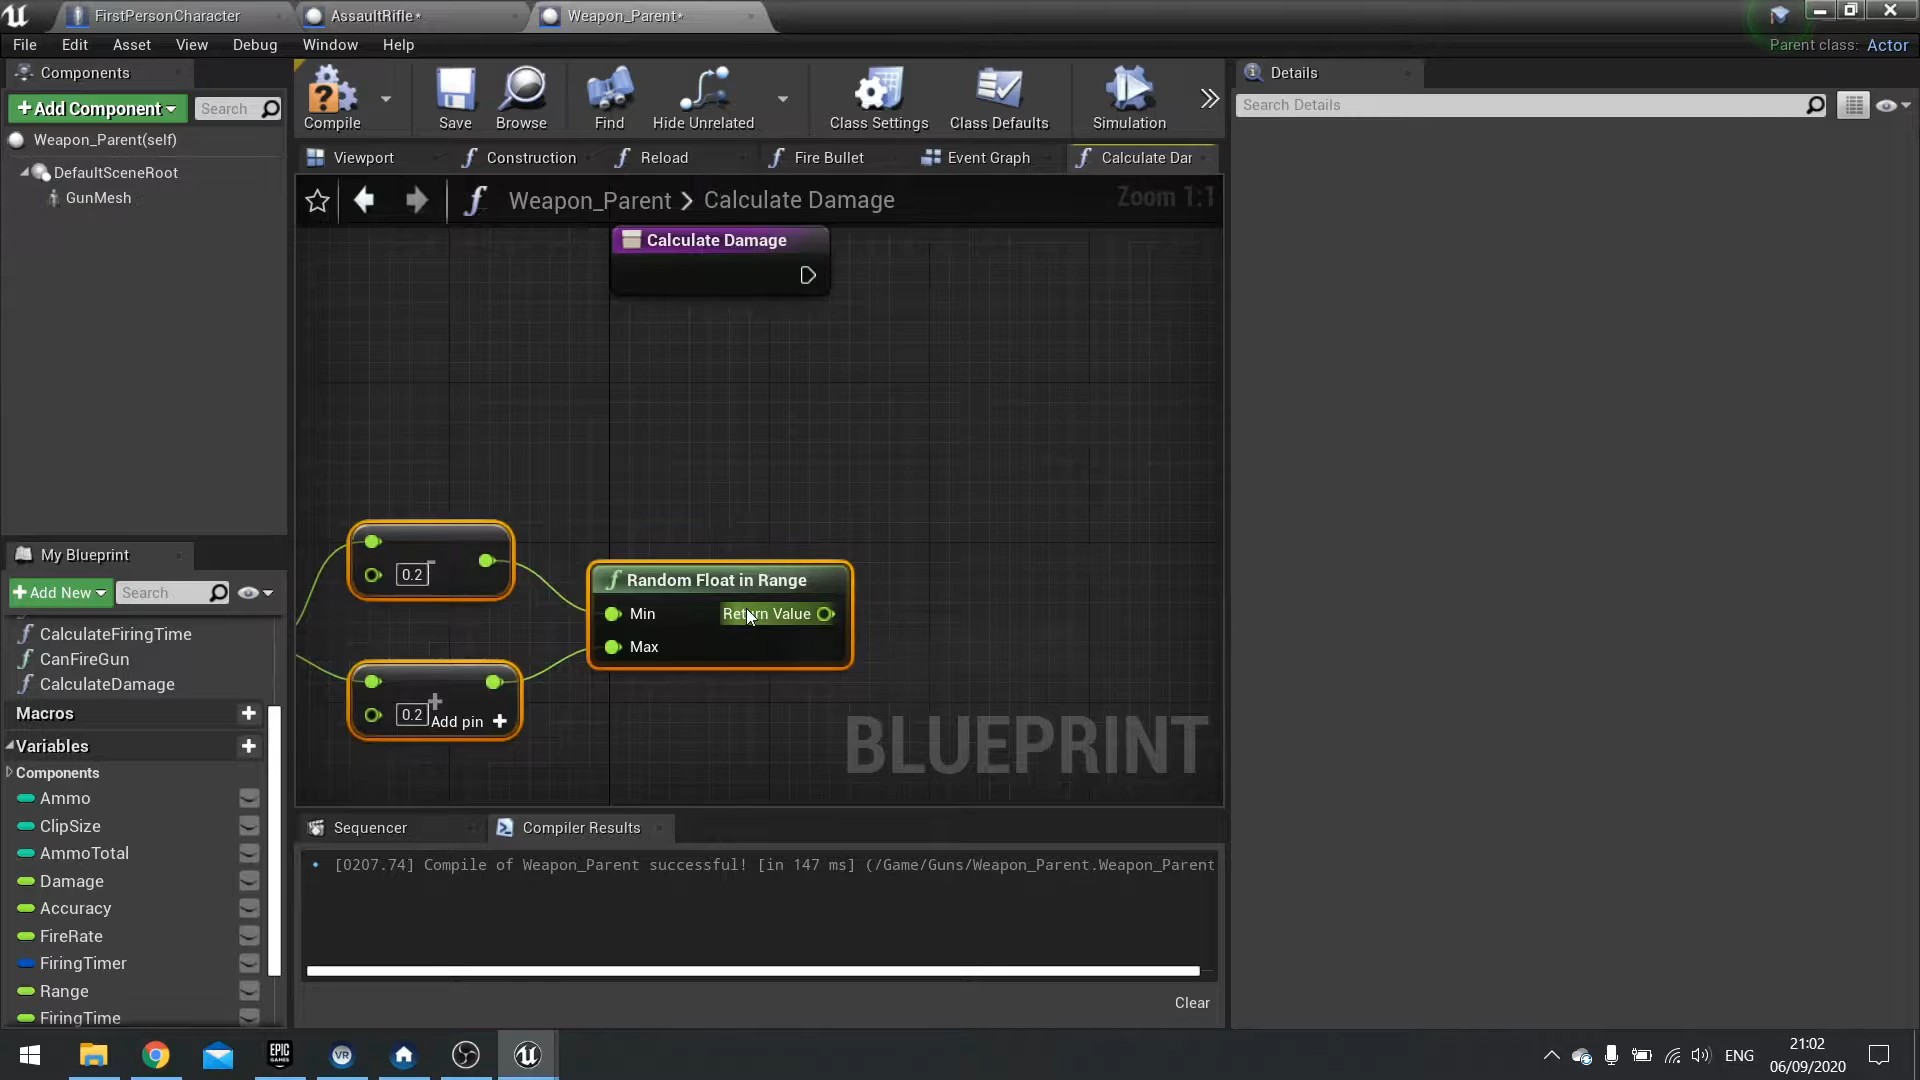 FirstPersonCharacter
AssaultRifle*
Weapon_Parent*
File Edit Asset View Debug Window Help
Parent class: Actor
Components
+Add Component
Search
Weapon_Parent(self)
DefaultSceneRoot
GunMesh
Compile
Save
Browse
Find
Hide Unrelated
Class Settings
Class Defaults
Simulation
Viewport
Construction
Reload
Fire Bullet
Event Graph
Calculate Dar
Weapon_Parent > Calculate Damage
Zoom 1:1
Calculate Damage
0.2
-
Random Float in Range
Min
Return Value
Max
0.2
+
Add pin +
BLUEPRINT
Details
Search Details
My Blueprint
+Add New
Search
CalculateFiringTime
CanFireGun
CalculateDamage
Macros
Variables
Components
Ammo
ClipSize
AmmoTotal
Damage
Accuracy
FireRate
FiringTimer
Range
FiringTime
Sequencer
Compiler Results
[0207.74] Compile of Weapon_Parent successful! [in 147 ms] (/Game/Guns/Weapon_Parent.Weapon_Parent
Clear
EPIC
GAMES
VR
ENG
21:02
06/09/2020